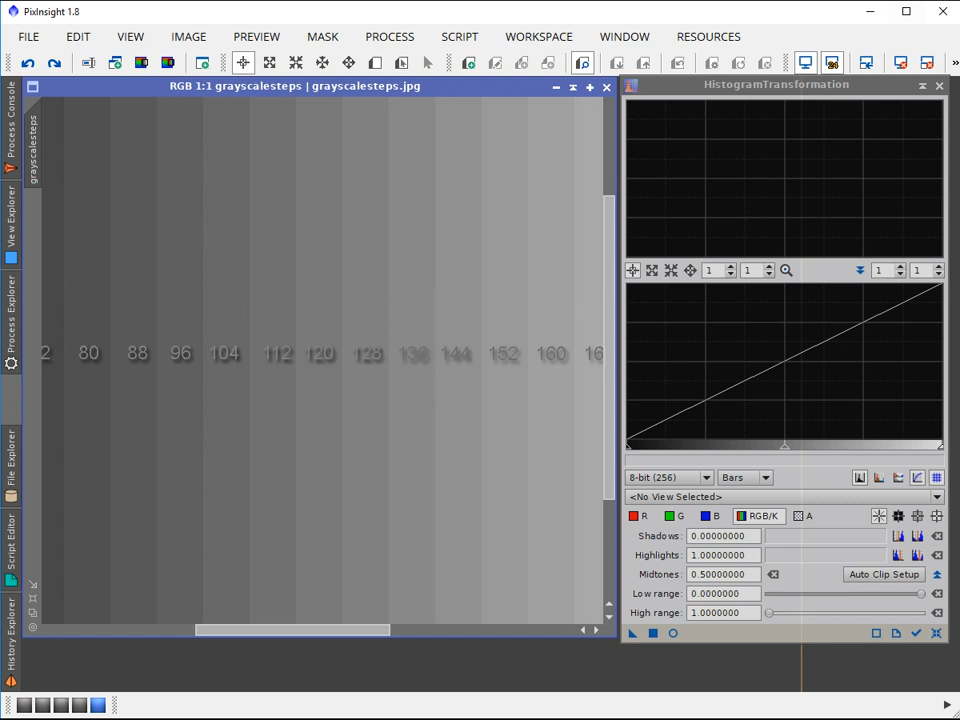 PixInsight 1.8
FILE EDIT VIEW IMAGE PREVIEW MASK PROCESS SCRIPT WORKSPACE WINDOW RESOURCES
24
Process Console
View Explorer
Process Explorer
File Explorer
Script Editor
History Explorer
RGB 1:1 grayscalesteps | grayscalesteps.jpg
grayscalesteps
2 80 88 96 104 112 120 128 136 144 152 160 16
HistogramTransformation
1 1 1 1
8-bit (256) Bars
<No View Selected>
R G B RGB/K A
Shadows: 0.00000000
Highlights: 1.00000000
Midtones: 0.50000000 Auto Clip Setup
Low range: 0.0000000
High range: 1.0000000